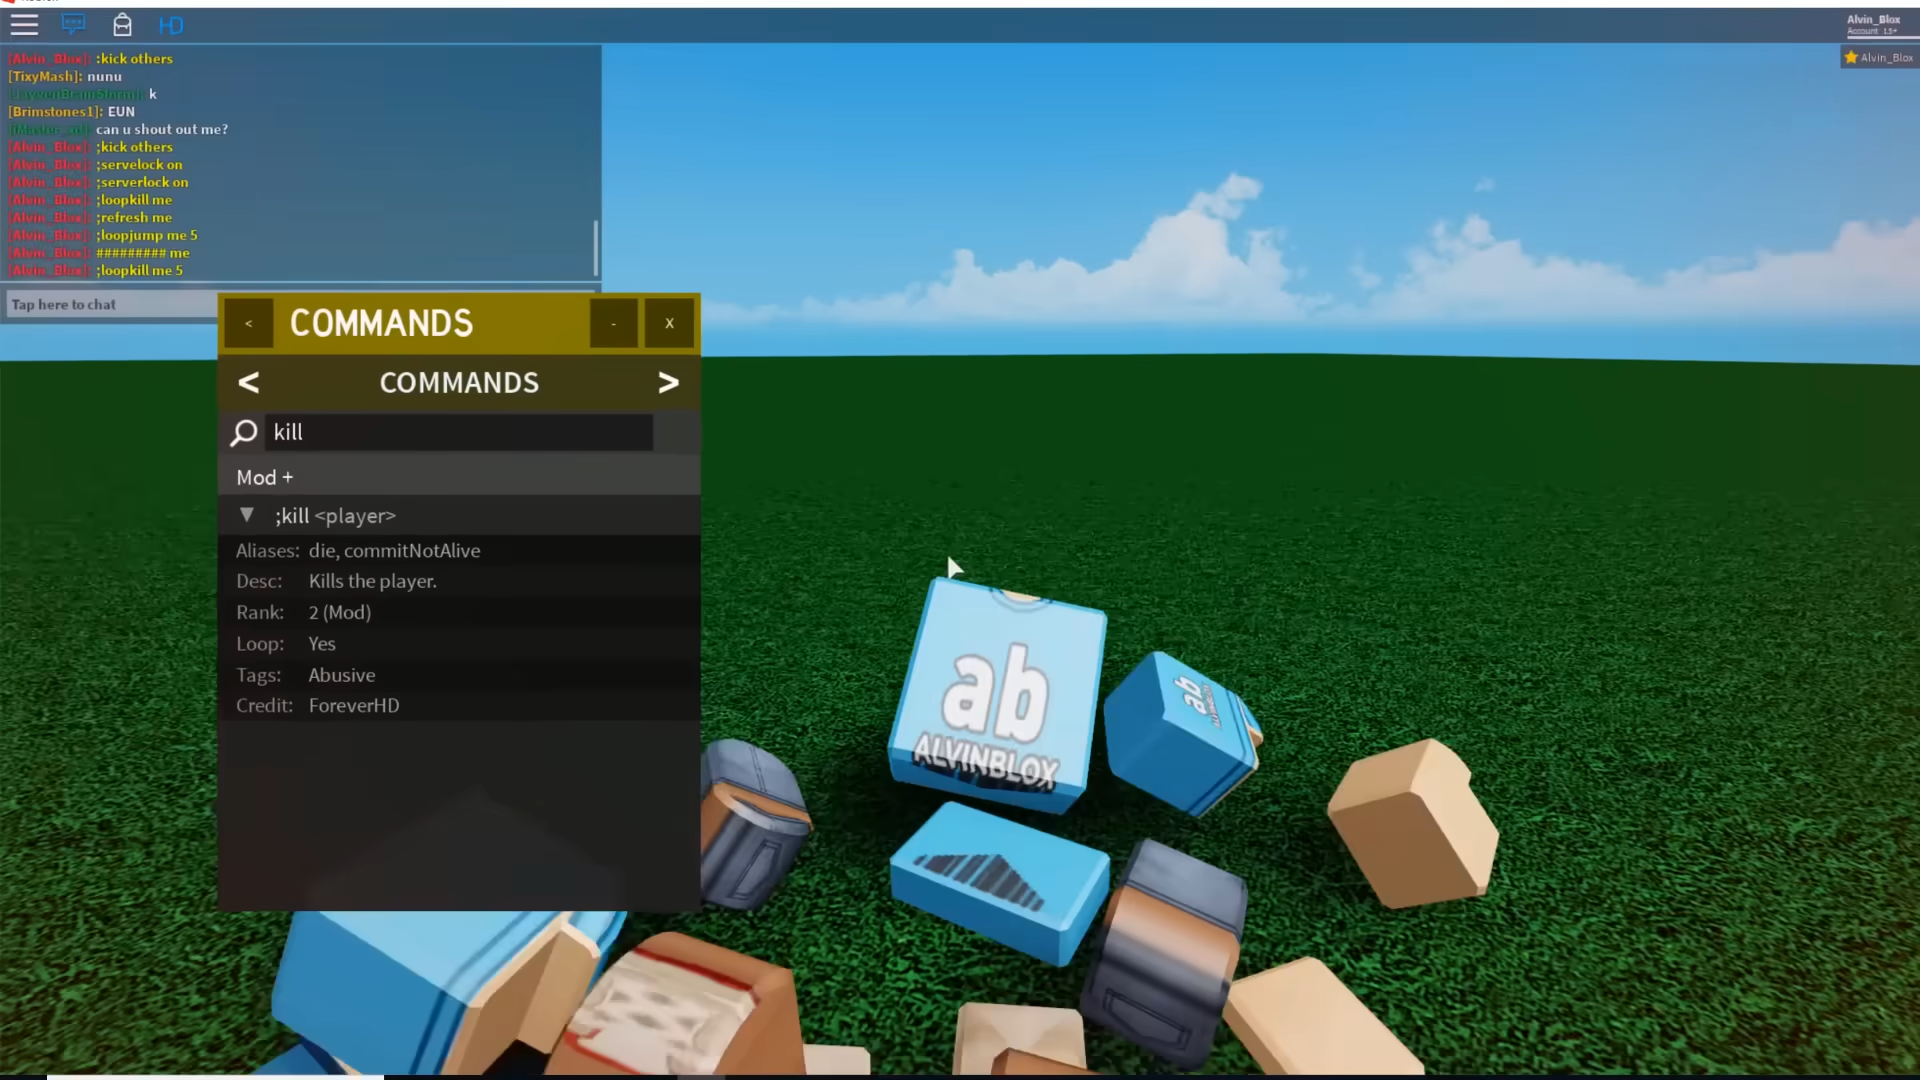 HD
Alvin_Blox
Account: 13+
Alvin_Blox
[Alvin_Blox]: :kick others
[TixyMash]: nunu
k
[Brimstones1]: EUN
can u shout out me?
[Alvin_Blox]: ;kick others
[Alvin_Blox]: ;servelock on
[Alvin_Blox]: ;serverlock on
[Alvin_Blox]: ;loopkill me
[Alvin_Blox]: ;refresh me
[Alvin_Blox]: ;loopjump me 5
[Alvin_Blox]: ######### me
[Alvin_Blox]: ;loopkill me 5
Tap here to chat
< COMMANDS - X
< COMMANDS >
kill
Mod +
;kill <player>
Aliases: die, commitNotAlive
Desc: Kills the player.
Rank: 2 (Mod)
Loop: Yes
Tags: Abusive
Credit: ForeverHD
ab
ALVINBLOX
ab